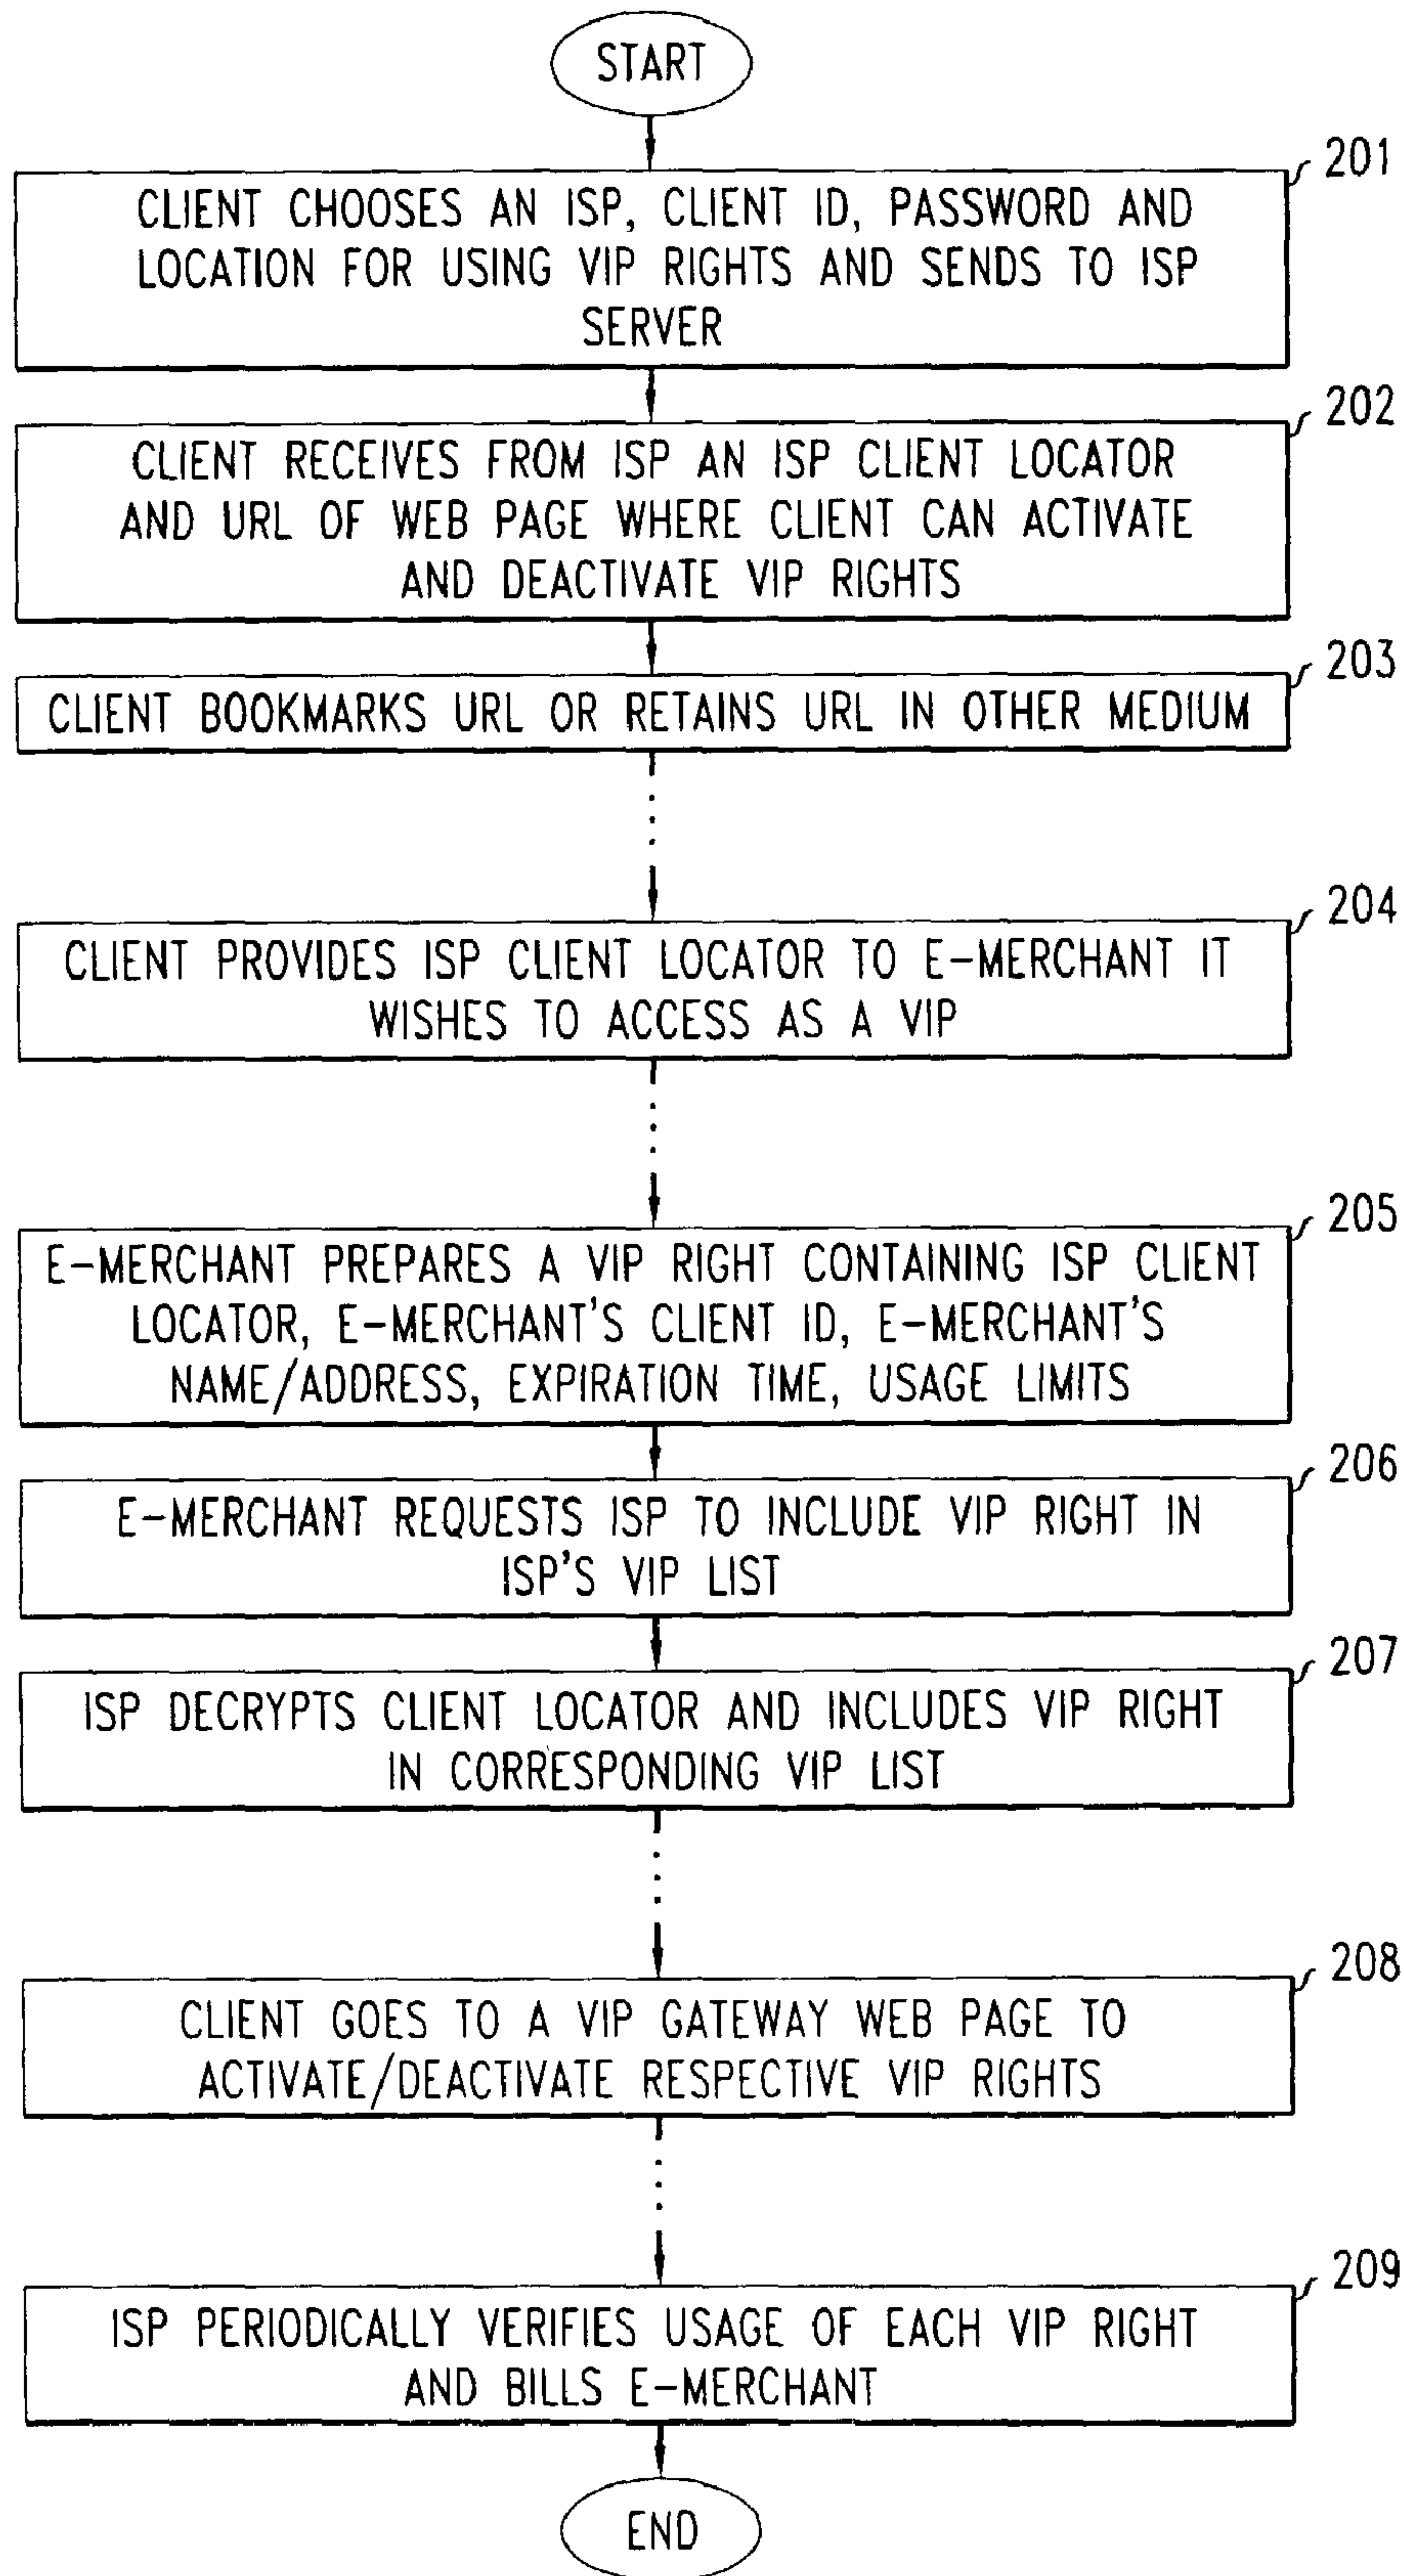 START
201
CLIENT CHOOSES AN ISP, CLIENT ID, PASSWORD AND
LOCATION FOR USING VIP RIGHTS AND SENDS TO ISP
SERVER
202
CLIENT RECEIVES FROM ISP AN ISP CLIENT LOCATOR
AND URL OF WEB PAGE WHERE CLIENT CAN ACTIVATE
AND DEACTIVATE VIP RIGHTS
203
CLIENT BOOKMARKS URL OR RETAINS URL IN OTHER MEDIUM
204
CLIENT PROVIDES ISP CLIENT LOCATOR TO E-MERCHANT IT
WISHES TO ACCESS AS A VIP
205
E-MERCHANT PREPARES A VIP RIGHT CONTAINING ISP CLIENT
LOCATOR, E-MERCHANT'S CLIENT ID, E-MERCHANT'S
NAME/ADDRESS, EXPIRATION TIME, USAGE LIMITS
206
E-MERCHANT REQUESTS ISP TO INCLUDE VIP RIGHT IN
ISP'S VIP LIST
207
ISP DECRYPTS CLIENT LOCATOR AND INCLUDES VIP RIGHT
IN CORRESPONDING VIP LIST
208
CLIENT GOES TO A VIP GATEWAY WEB PAGE TO
ACTIVATE/DEACTIVATE RESPECTIVE VIP RIGHTS
209
ISP PERIODICALLY VERIFIES USAGE OF EACH VIP RIGHT
AND BILLS E-MERCHANT
END